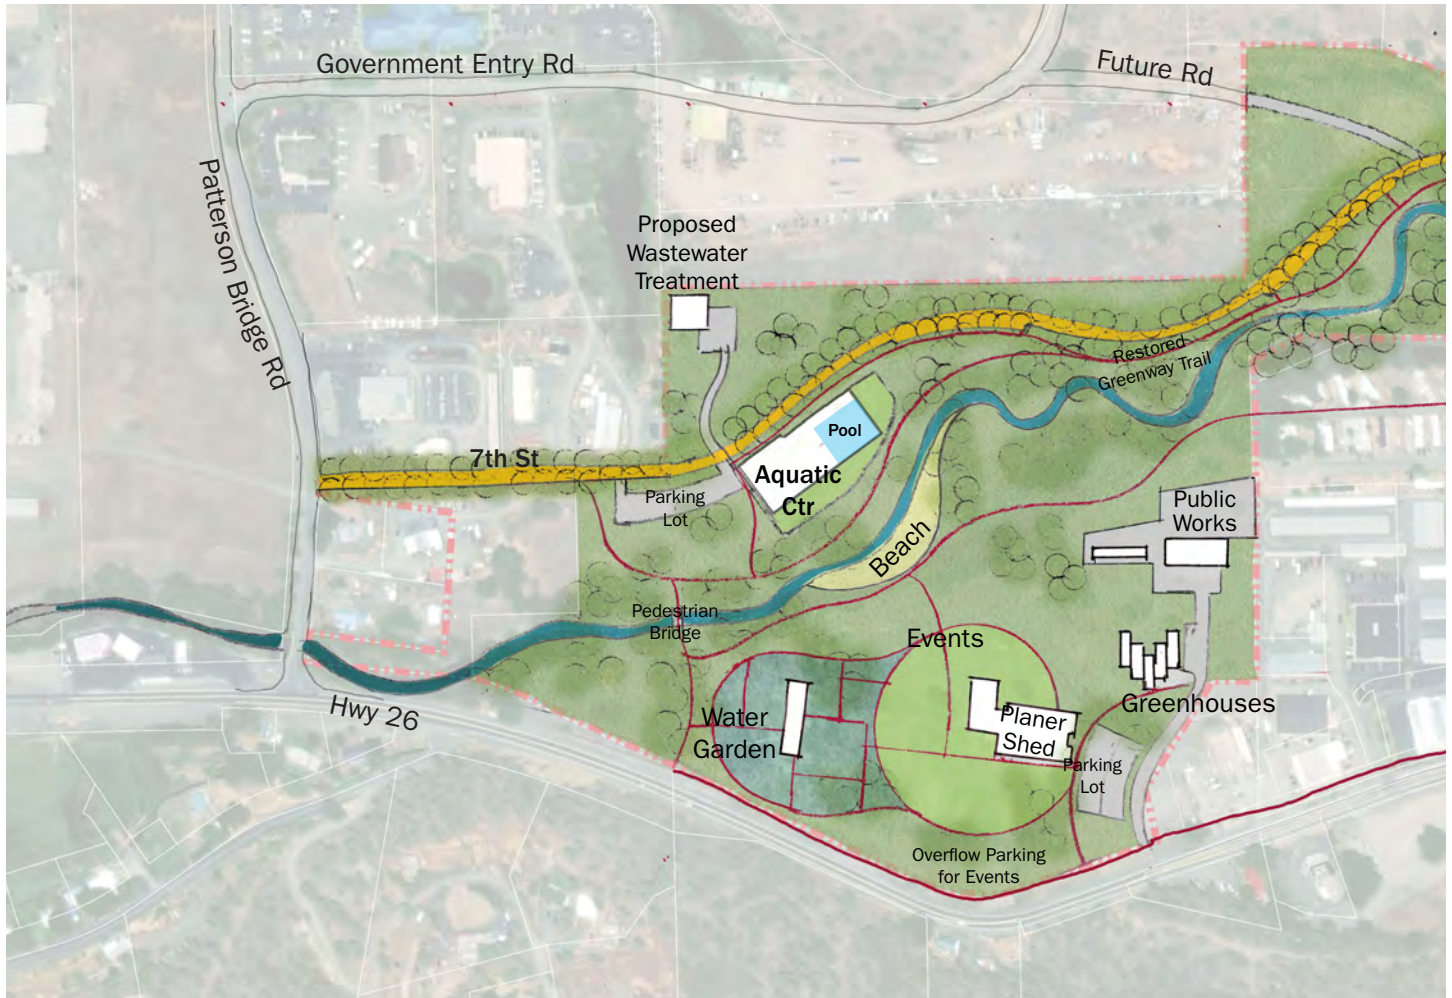 Government Entry Rd
Future Rd
Patterson Bridge Rd
Proposed
Wastewater
Treatment
Restored
Greenway Trail
Pool
7th St
Aquatic
Ctr
Parking
Lot
Public
Works
Beach
Pedestrian
Bridge
Events
Greenhouses
Hwy 26
Water
Garden
Planer
Shed
Parking
Lot
Overflow Parking
for Events